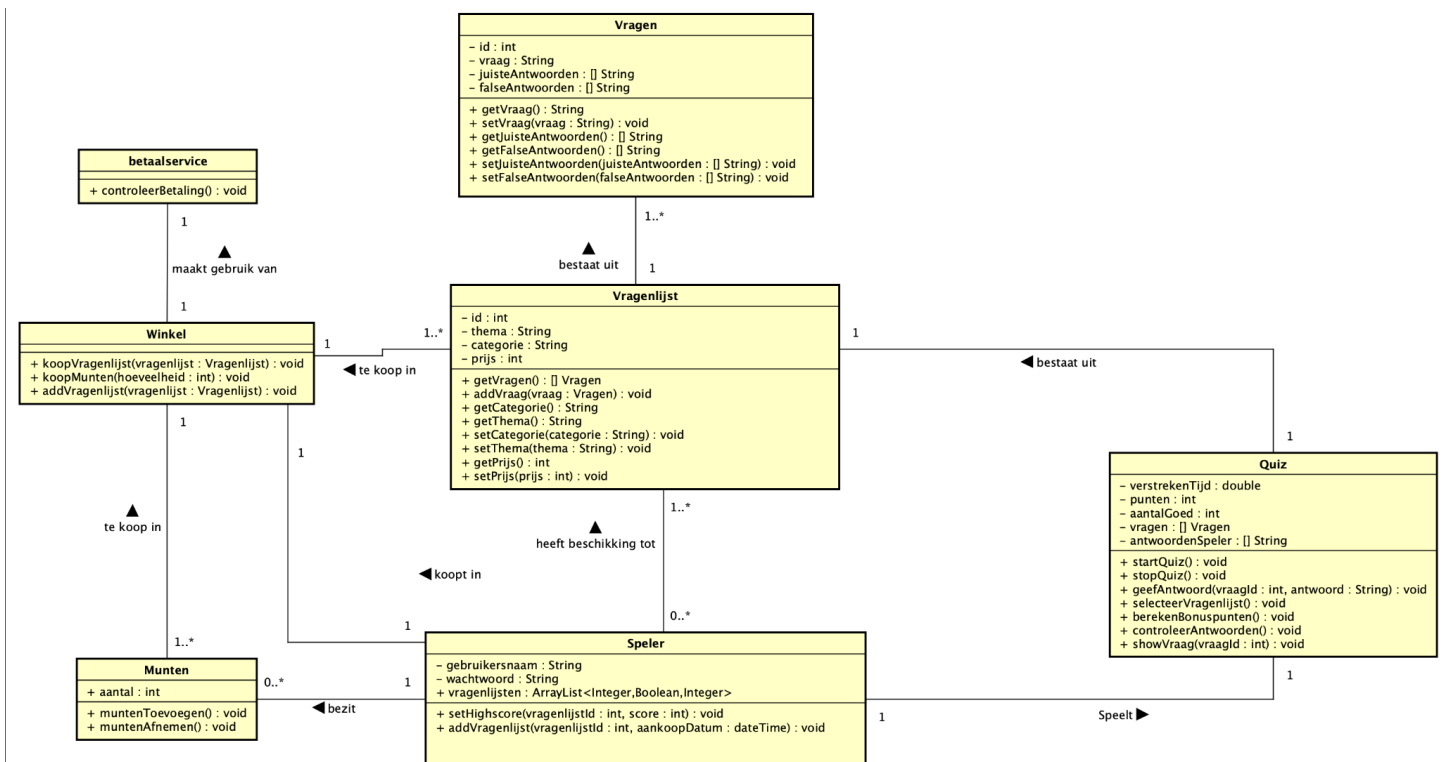 Vragen
– id : int
– vraag : String
– juisteAntwoorden : [] String
– falseAntwoorden : [] String
+ getVraag() : String
+ setVraag(vraag : String) : void
+ getJuisteAntwoorden() : [] String
+ getFalseAntwoorden() : [] String
+ setJuisteAntwoorden(juisteAntwoorden : [] String) : void
+ setFalseAntwoorden(falseAntwoorden : [] String) : void
betaalservice
+ controleerBetaling() : void
1
maakt gebruik van
1
1..*
bestaat uit
1
Winkel
+ koopVragenlijst(vragenlijst : Vragenlijst) : void
+ koopMunten(hoeveelheid : int) : void
+ addVragenlijst(vragenlijst : Vragenlijst) : void
1
1..*
te koop in
Vragenlijst
– id : int
– thema : String
– categorie : String
– prijs : int
+ getVragen() : [] Vragen
+ addVraag(vraag : Vragen) : void
+ getCategorie() : String
+ getThema() : String
+ setCategorie(categorie : String) : void
+ setThema(thema : String) : void
+ getPrijs() : int
+ setPrijs(prijs : int) : void
1
bestaat uit
1
Quiz
– verstrekenTijd : double
– punten : int
– aantalGoed : int
– vragen : [] Vragen
– antwoordenSpeler : [] String
+ startQuiz() : void
+ stopQuiz() : void
+ geefAntwoord(vraagId : int, antwoord : String) : void
+ selecteerVragenlijst() : void
+ berekenBonuspunten() : void
+ controleerAntwoorden() : void
+ showVraag(vraagId : int) : void
1
1
te koop in
1..*
koopt in
1
1..*
heeft beschikking tot
0..*
Munten
+ aantal : int
+ muntenToevoegen() : void
+ muntenAfnemen() : void
0..*
1
bezit
Speler
– gebruikersnaam : String
– wachtwoord : String
+ vragenlijsten : ArrayList<Integer,Boolean,Integer>
+ setHighscore(vragenlijstId : int, score : int) : void
+ addVragenlijst(vragenlijstId : int, aankoopDatum : dateTime) : void
1
Speelt
1